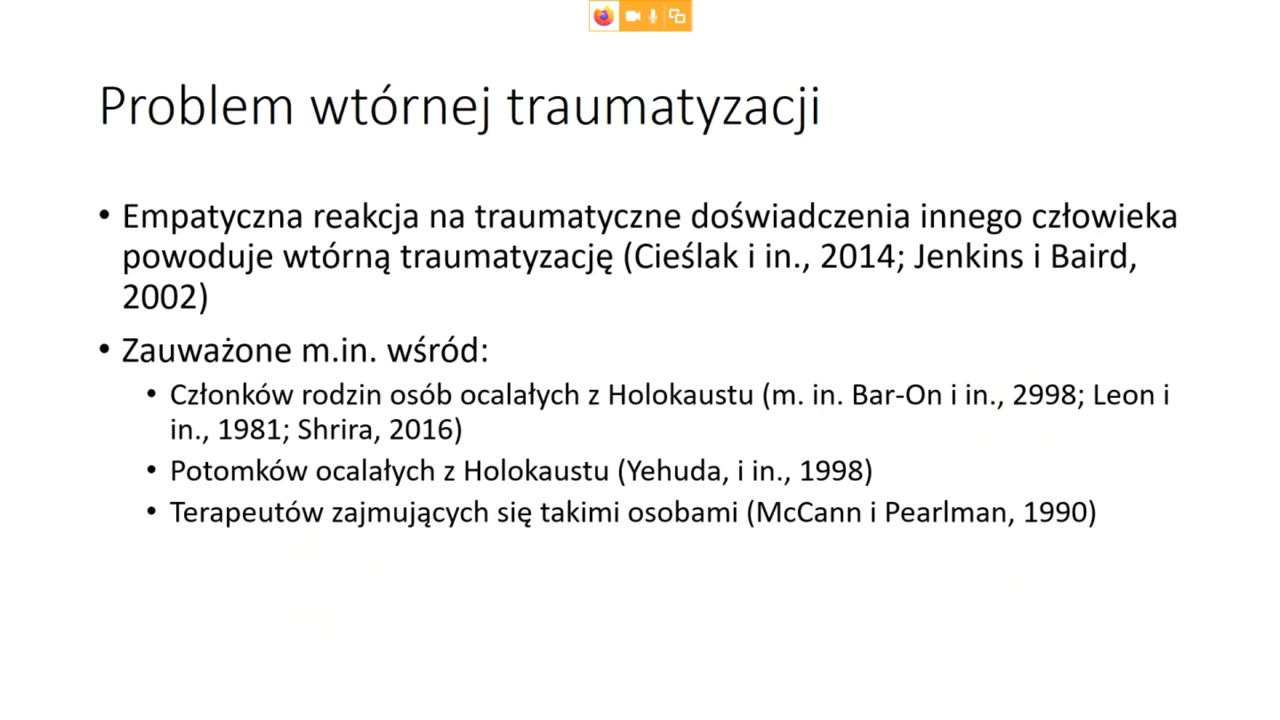 Problem wtórnej traumatyzacji
• Empatyczna reakcja na traumatyczne doświadczenia innego człowieka
powoduje wtórną traumatyzację (Cieślak i in., 2014; Jenkins i Baird,
2002)
• Zauważone m.in. wśród:
• Członków rodzin osób ocalałych z Holokaustu (m. in. Bar-On i in., 2998; Leon i
in., 1981; Shrira, 2016)
• Potomków ocalałych z Holokaustu (Yehuda, i in., 1998)
• Terapeutów zajmujących się takimi osobami (McCann i Pearlman, 1990)